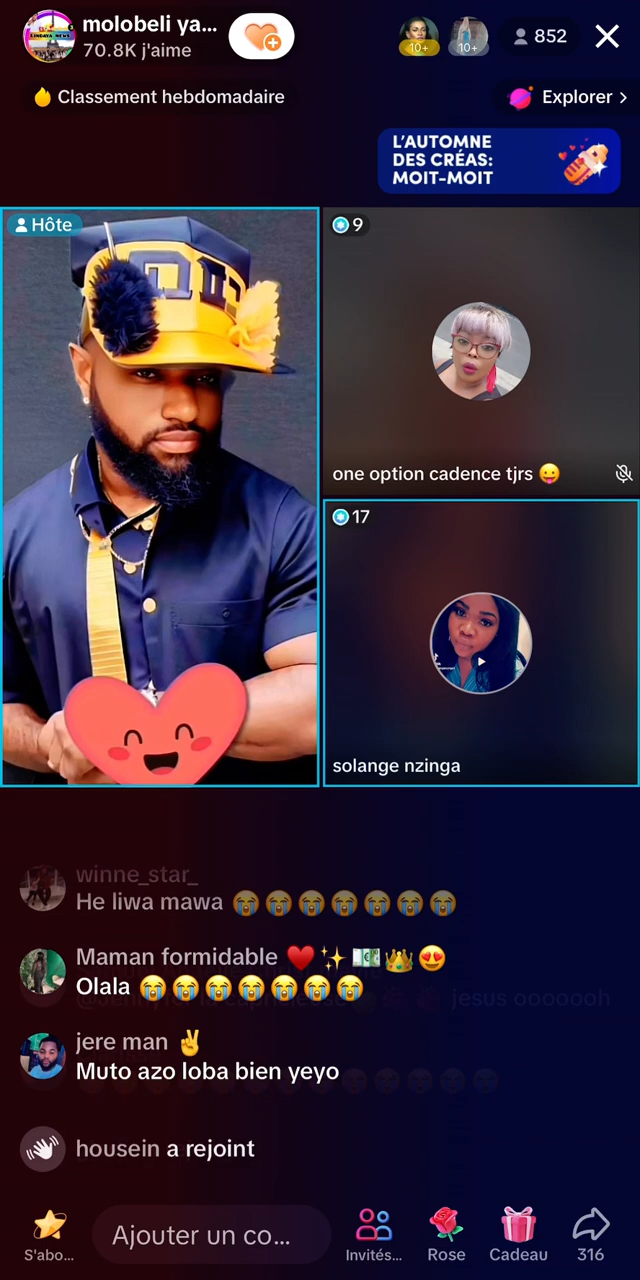 molobeli ya...
70.8K j'aime
10+
10+
852
Classement hebdomadaire
Explorer >
L'AUTOMNE
DES CRÉAS:
MOIT-MOIT
Hôte
9
one option cadence tjrs 😛
17
solange nzinga
winne_star_
He liwa mawa 😭😭😭😭😭😭😭
Maman formidable ❤️✨💵👑😍
Olala 😭😭😭😭😭😭😭
jesus ooooooh
jere man ✌️
Muto azo loba bien yeyo
housein a rejoint
S'abo...
Ajouter un co...
Invités...
Rose
Cadeau
316